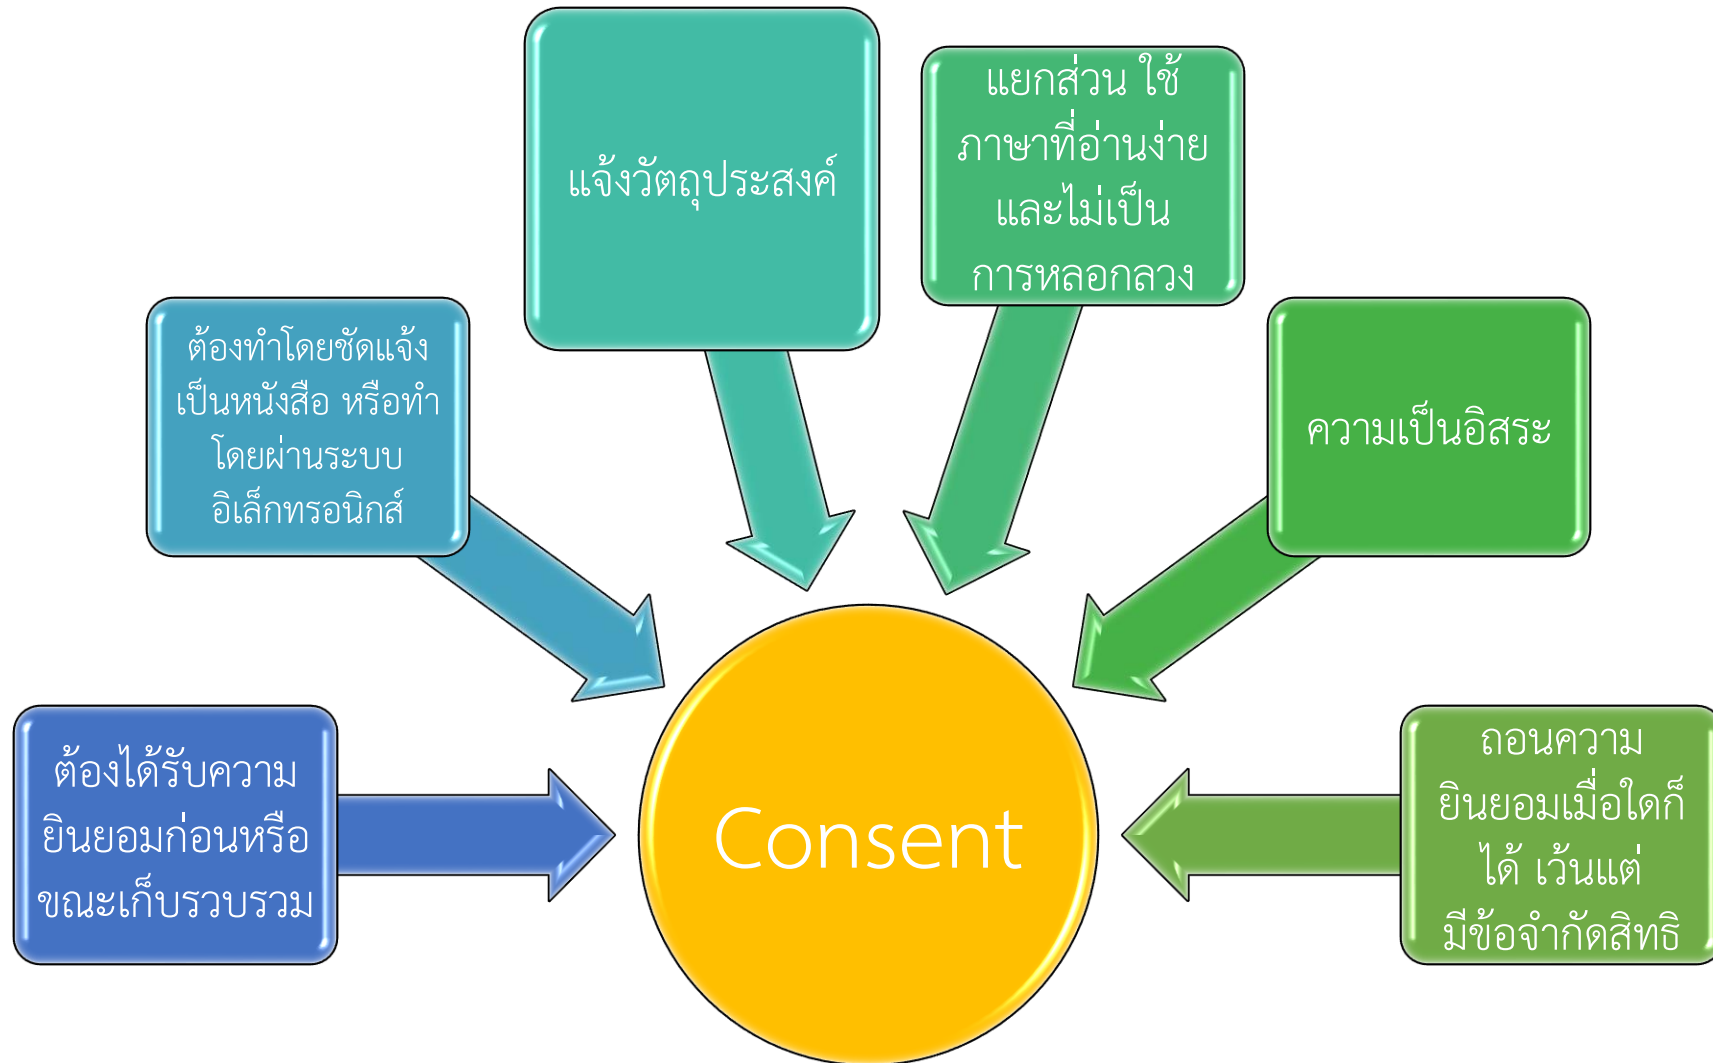 ต้องได้รับความ
ยินยอมก่อนหรือ
ขณะเก็บรวบรวม
ต้องทำโดยชัดแจ้ง
เป็นหนังสือ หรือทำ
โดยผ่านระบบ
อิเล็กทรอนิกส์
แจ้งวัตถุประสงค์
แยกส่วน ใช้
ภาษาที่อ่านง่าย
และไม่เป็น
การหลอกลวง
ความเป็นอิสระ
ถอนความ
ยินยอมเมื่อใดก็
ได้ เว้นแต่
มีข้อจำกัดสิทธิ
Consent